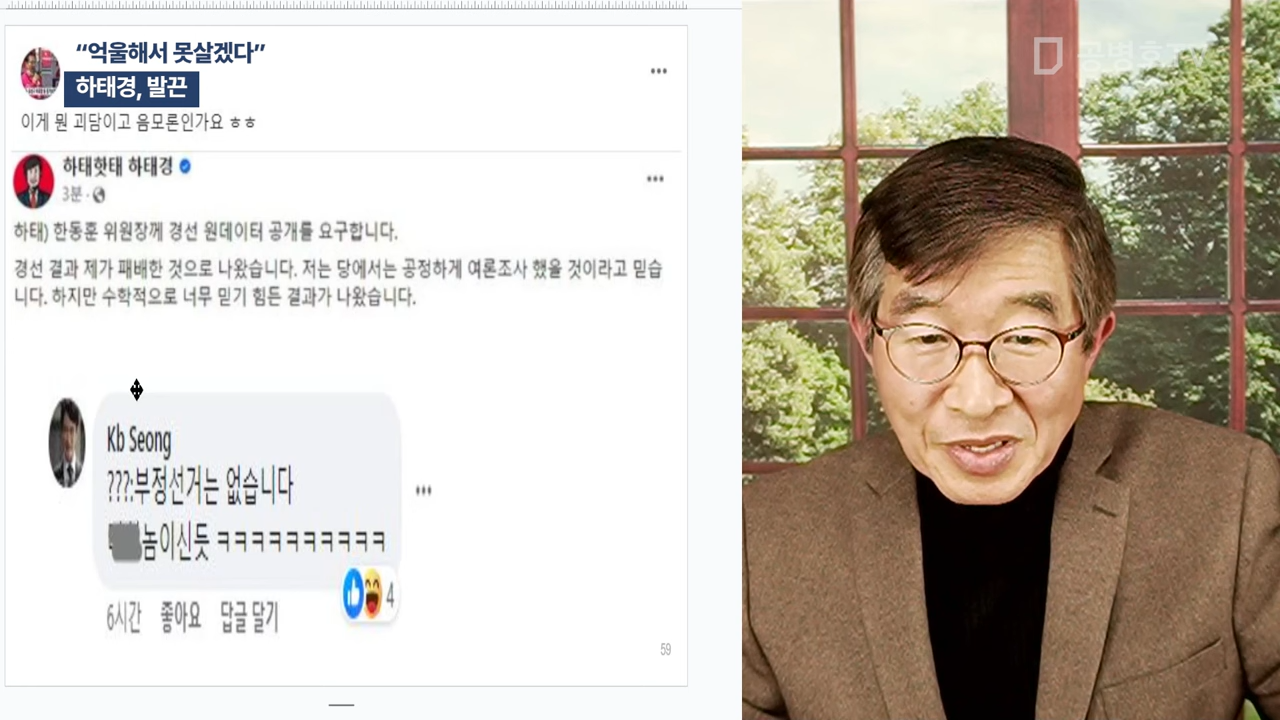 “억울해서 못살겠다”
하태경, 발끈
이게 뭔 괴담이고 음모론인가요 ㅎㅎ
하태핫태 하태경
3분 ·
하태) 한동훈 위원장께 경선 원데이터 공개를 요구합니다.
경선 결과 제가 패배한 것으로 나왔습니다. 저는 당에서는 공정하게 여론조사 했을 것이라고 믿습
니다. 하지만 수학적으로 너무 믿기 힘든 결과가 나왔습니다.
Kb Seong
???:부정선거는 없습니다
놈이신듯 ㅋㅋㅋㅋㅋㅋㅋㅋㅋㅋ
4
6시간 좋아요 답글 달기
59
공병호TV